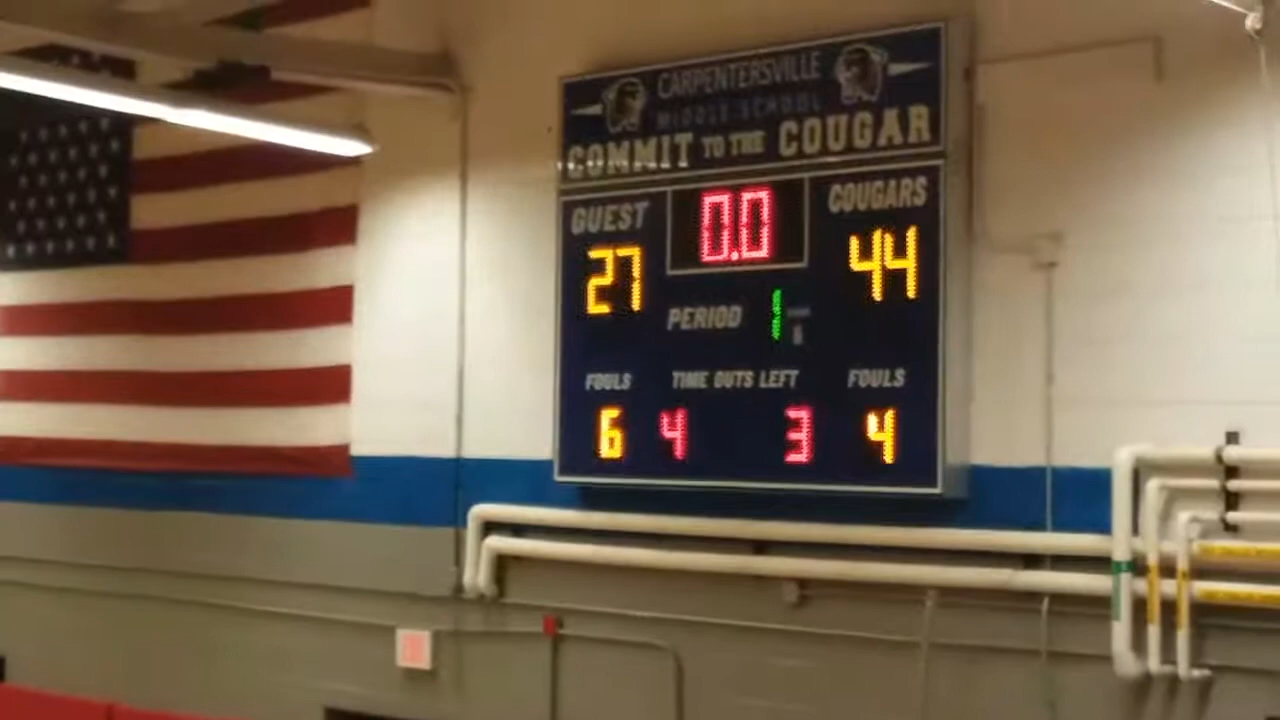 CARPENTERSVILLE
MIDDLE SCHOOL
COMMIT TO THE COUGAR
GUEST 0.0 COUGARS
27 44
PERIOD 1
FOULS TIME OUTS LEFT FOULS
6 4 3 4